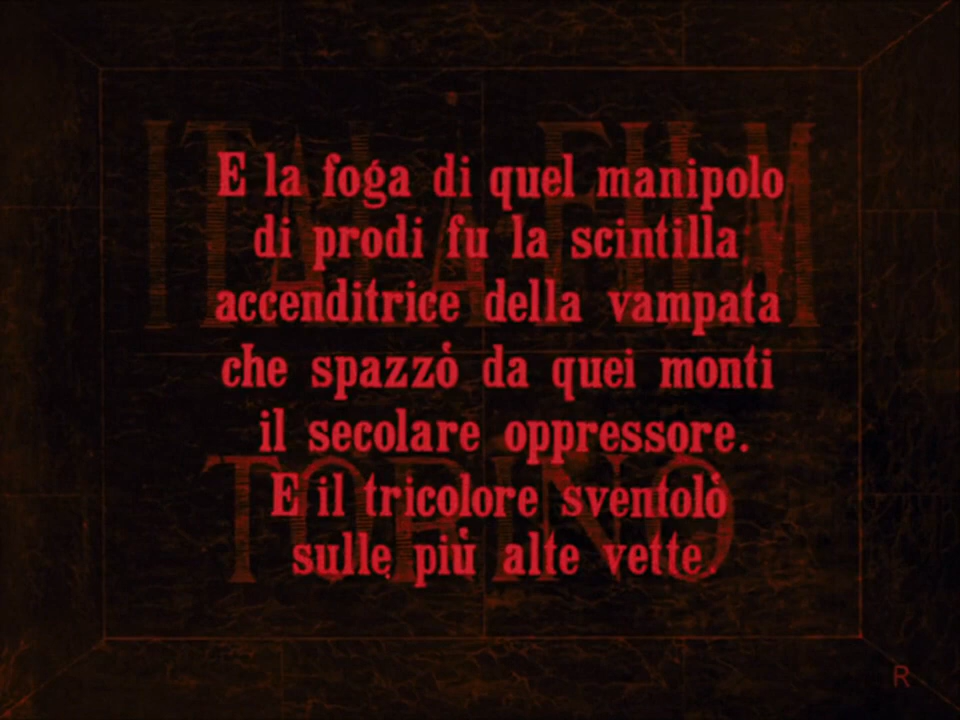 ITALA FILM
E la foga di quel manipolo
di prodi fu la scintilla
accenditrice della vampata
che spazzò da quei monti
il secolare oppressore.
TORINO
E il tricolore sventolò
sulle più alte vette.
R